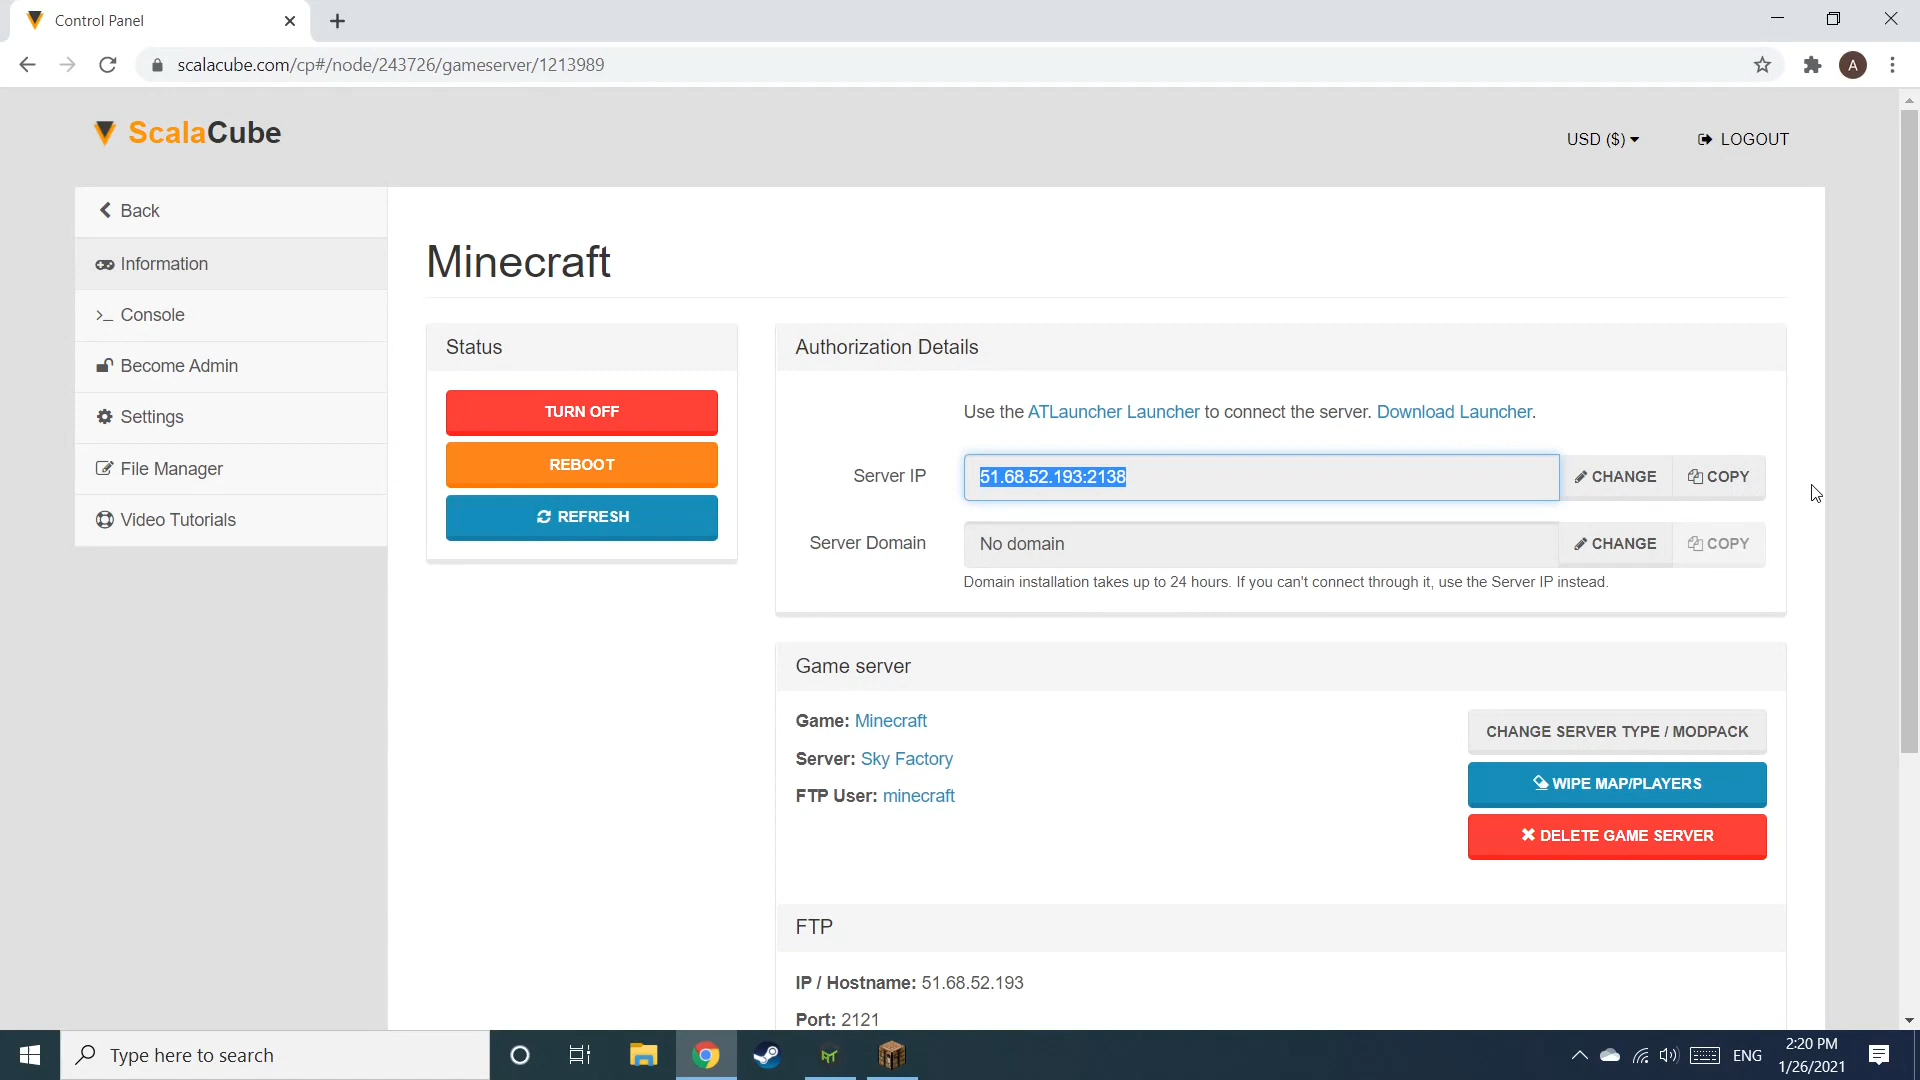 Control Panel
scalacube.com/cp#/node/243726/gameserver/1213989
A
ScalaCube
USD ($)
LOGOUT
Back
Information
Console
Become Admin
Settings
File Manager
Video Tutorials
Minecraft
Status
TURN OFF
REBOOT
REFRESH
Authorization Details
Use the ATLauncher Launcher to connect the server. Download Launcher.
Server IP 51.68.52.193:2138 CHANGE COPY
Server Domain No domain CHANGE COPY
Domain installation takes up to 24 hours. If you can't connect through it, use the Server IP instead.
Game server
Game: Minecraft
Server: Sky Factory
FTP User: minecraft
CHANGE SERVER TYPE / MODPACK
WIPE MAP/PLAYERS
DELETE GAME SERVER
FTP
IP / Hostname: 51.68.52.193
Port: 2121
Type here to search
ENG
2:20 PM
1/26/2021